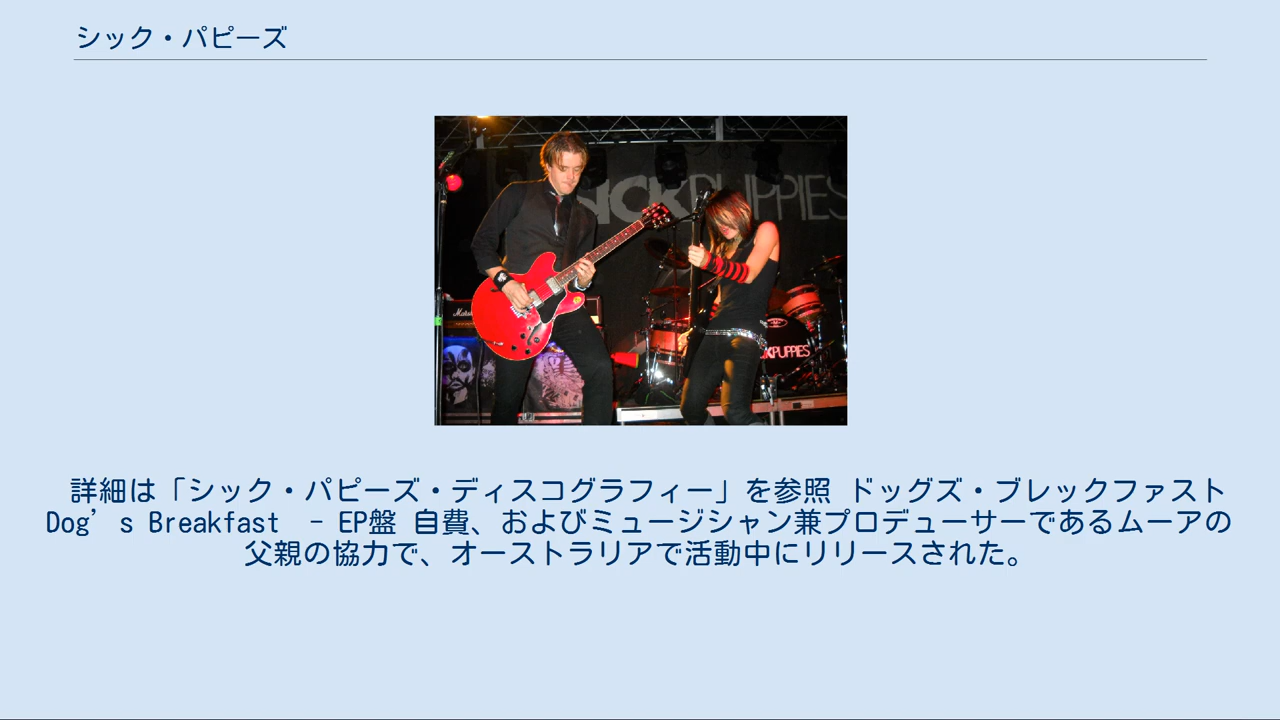 シック・パピーズ
SICKPUPPIES
Marshall
SICKPUPPIES
詳細は「シック・パピーズ・ディスコグラフィー」を参照 ドッグズ・ブレックファスト
Dog’s Breakfast － EP盤 自費、およびミュージシャン兼プロデューサーであるムーアの
父親の協力で、オーストラリアで活動中にリリースされた。